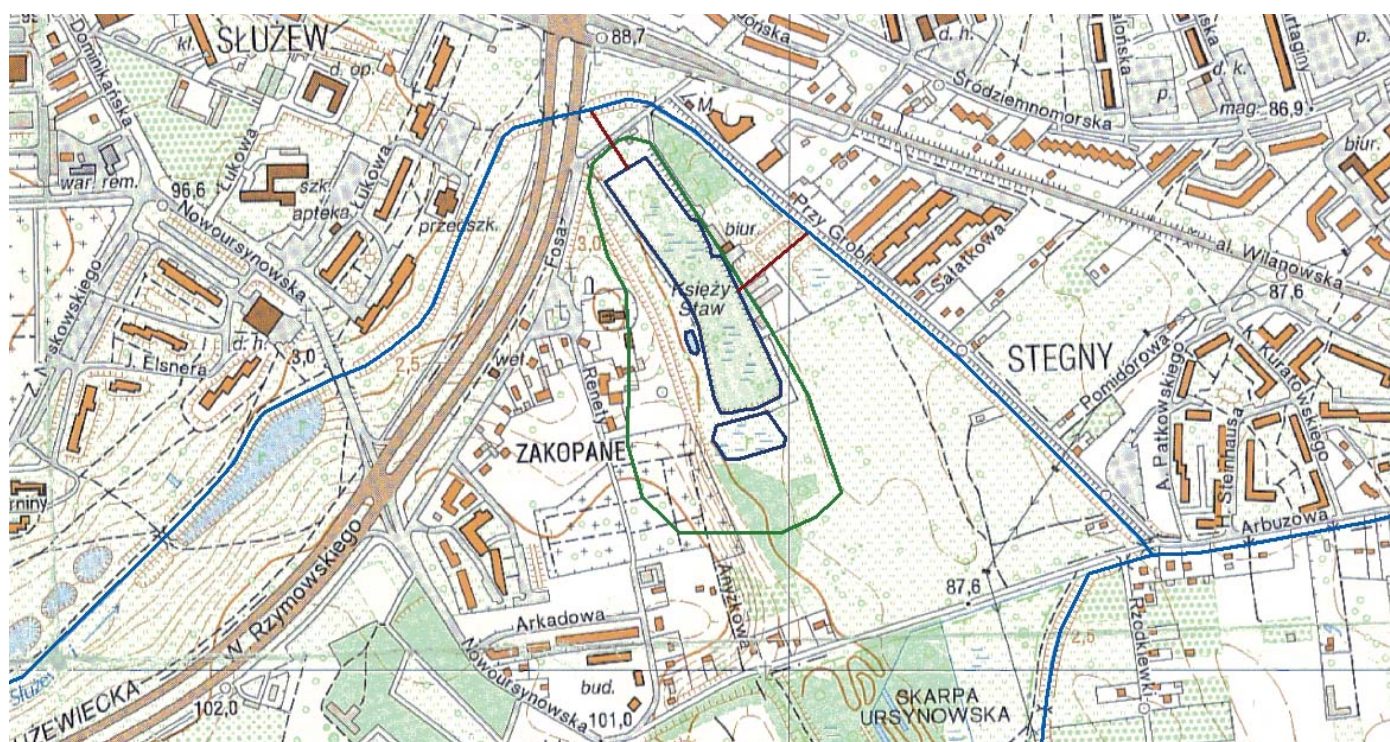 SŁUŻEW
kł.
d. op.
Dominikańska
88,7
d. h.
d. k.
p.
p.
mag.
86,9
Śródziemnomorska
biur.
M
war. rem.
96,6
Łukowa
szk.
Łukowa
apteka
przedszk.
Nowoursynowska
Fosa
3,0
biur.
Przy Grobli
Sałatkowa
al. Wilanowska
87,6
Księży
Staw
d. h.
3,0
J. Elsnera
2,5
wet.
Renety
STEGNY
Pomidorowa
A. Piatkowskiego
Steinhausa
Kuratowskiego
ZAKOPANE
Arbuzowa
W. Rzymowskiego
87,6
Anyżkowa
Arkadowa
Nowoursynowska
bud.
101,0
102,0
Rzodkiewki
2,5
SKARPA
URSYNOWSKA